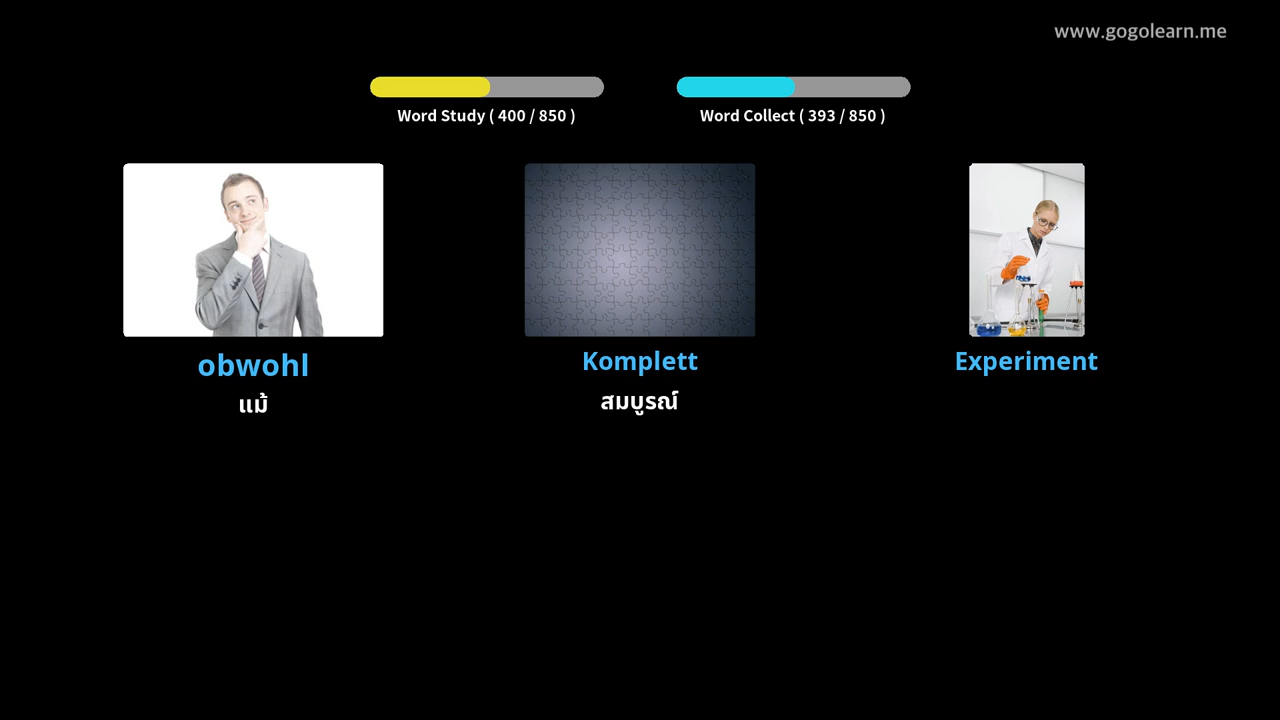 www.gogolearn.me
Word Study ( 400 / 850 )
Word Collect ( 393 / 850 )
obwohl
Komplett
Experiment
แม้
สมบูรณ์